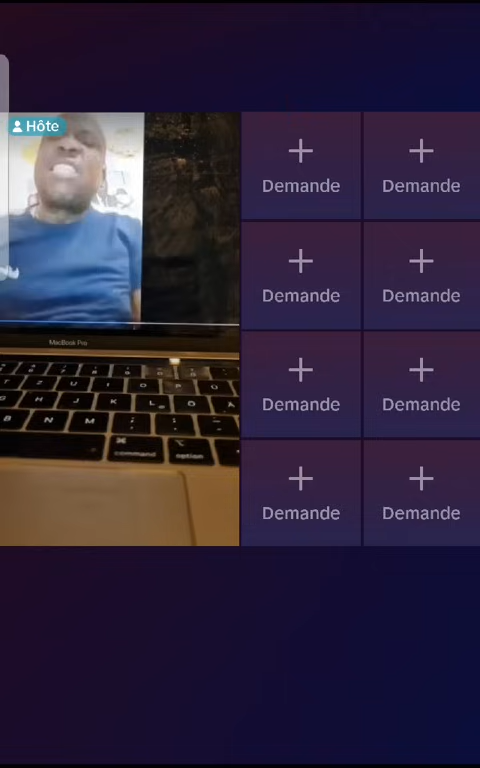 Hôte
Demande
Demande
Demande
Demande
Demande
Demande
Demande
Demande
MacBook Pro
U I O P Ü
G H J K L Ö Ä
B N M ; :
⌘
command
option